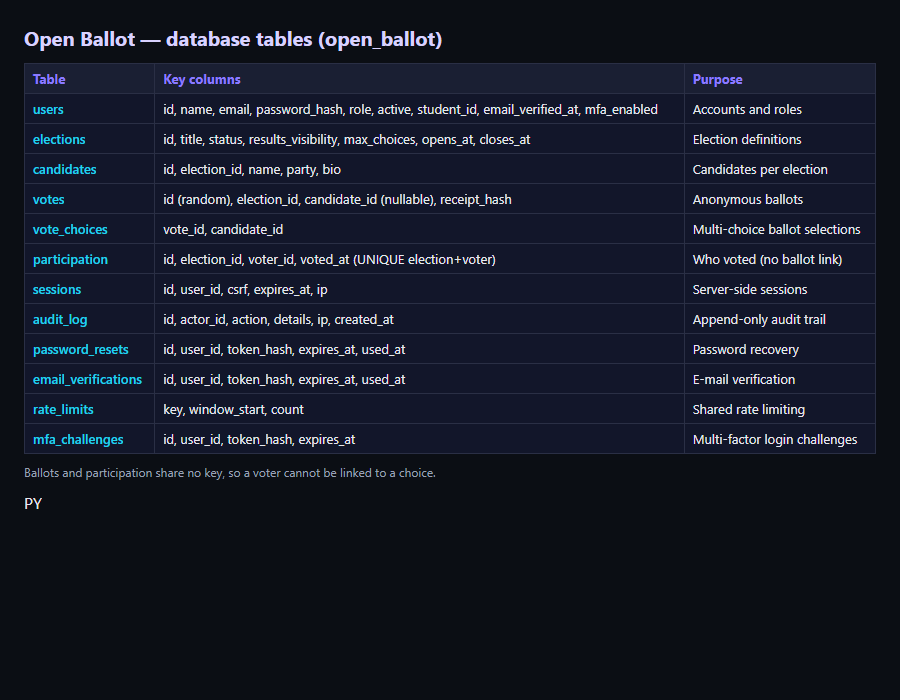 Open Ballot — database tables (open_ballot)
Table Key columns Purpose
users id, name, email, password_hash, role, active, student_id, email_verified_at, mfa_enabled Accounts and roles
elections id, title, status, results_visibility, max_choices, opens_at, closes_at Election definitions
candidates id, election_id, name, party, bio Candidates per election
votes id (random), election_id, candidate_id (nullable), receipt_hash Anonymous ballots
vote_choices vote_id, candidate_id Multi-choice ballot selections
participation id, election_id, voter_id, voted_at (UNIQUE election+voter) Who voted (no ballot link)
sessions id, user_id, csrf, expires_at, ip Server-side sessions
audit_log id, actor_id, action, details, ip, created_at Append-only audit trail
password_resets id, user_id, token_hash, expires_at, used_at Password recovery
email_verifications id, user_id, token_hash, expires_at, used_at E-mail verification
rate_limits key, window_start, count Shared rate limiting
mfa_challenges id, user_id, token_hash, expires_at Multi-factor login challenges
Ballots and participation share no key, so a voter cannot be linked to a choice.
PY